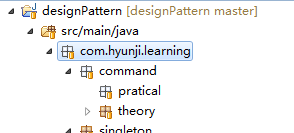 designPattern [designPattern master]
src/main/java
com.hyunji.learning
command
pratical
theory
singleton